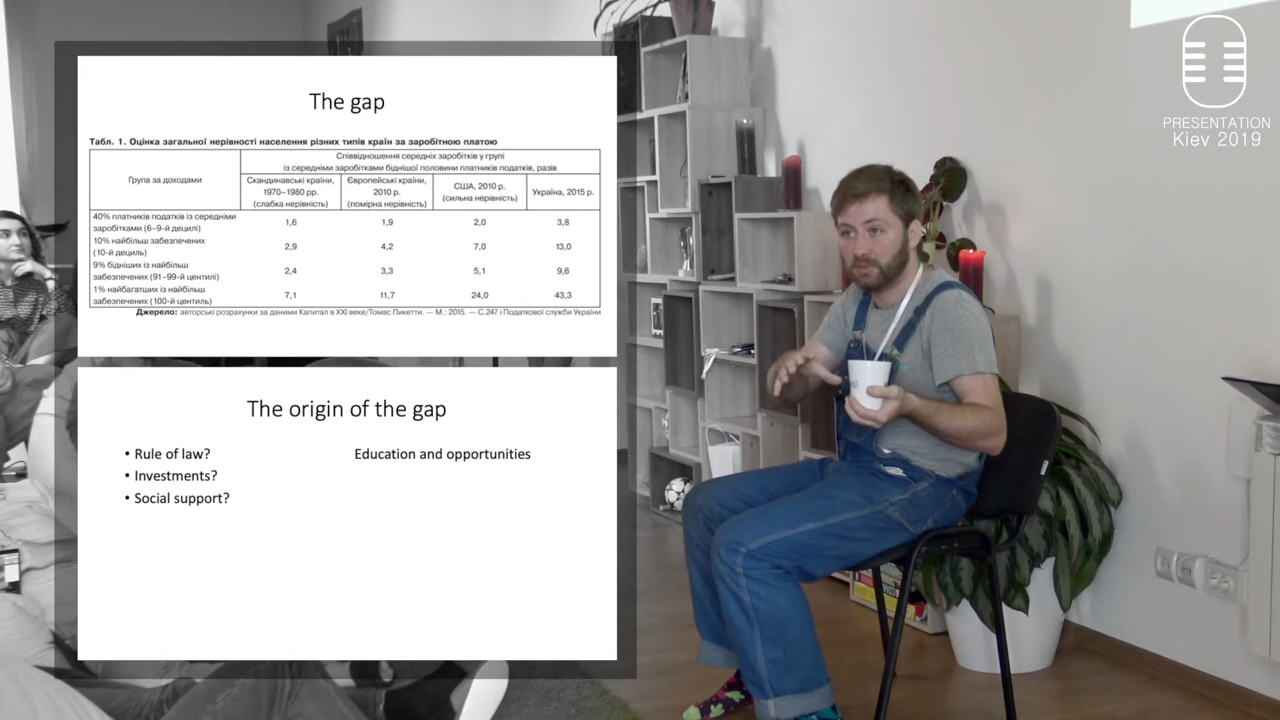 The gap
Табл. 1. Оцінка загальної нерівності населення різних типів країн за заробітною платою
Група за доходами
Співвідношення середніх заробітків у групі
із середніми заробітками біднішої половини платників податків, разів
Скандинавські країни,
1970–1980 рр.
(слабка нерівність)
Європейські країни,
2010 р.
(помірна нерівність)
США, 2010 р.
(сильна нерівність)
Україна, 2015 р.
40% платників податків із середніми
заробітками (6–9-й децилі)
1,6 1,9 2,0 3,8
10% найбільш забезпечених
(10-й дециль)
2,9 4,2 7,0 13,0
9% бідніших із найбільш
забезпечених (91–99-й центилі)
2,4 3,3 5,1 9,6
1% найбагатших із найбільш
забезпечених (100-й центиль)
7,1 11,7 24,0 43,3
Джерело: авторські розрахунки за даними Капитал в XXI веке/Томас Пикетти. — М.: 2015. — С.247 і Податкової служби України
The origin of the gap
• Rule of law?
• Investments?
• Social support?
Education and opportunities
PRESENTATION
Kiev 2019